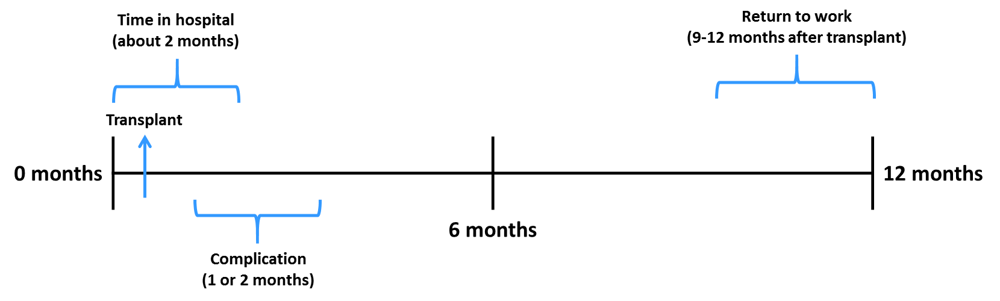 Time in hospital
(about 2 months)
Return to work
(9-12 months after transplant)
Transplant
0 months
12 months
6 months
Complication
(1 or 2 months)